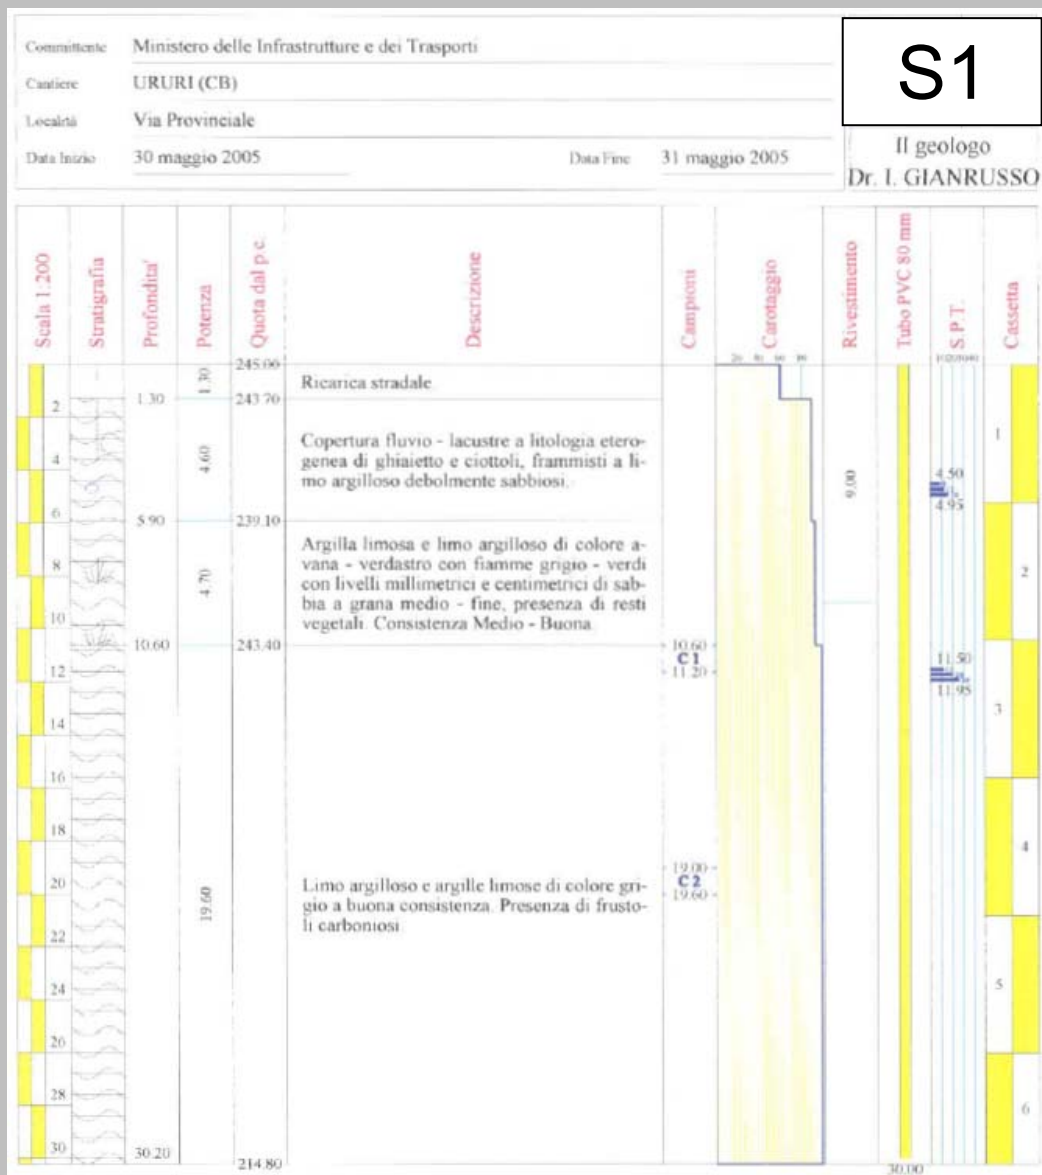 Committente Ministero delle Infrastrutture e dei Trasporti
Cantiere URURI (CB)
Località Via Provinciale
Data Inizio 30 maggio 2005 Data Fine 31 maggio 2005
S1
Il geologo
Dr. I. GIANRUSSO
Scala 1:200 Stratigrafia Profondita' Potenza Quota dal p.c. Descrizione Campioni Carotaggio Rivestimento Tubo PVC 80 mm S.P.T. Cassetta
20 40 60 80
10 20 30 40
245.00
1.30
Ricarica stradale
1.30 243.70
2
4.60
Copertura fluvio - lacustre a litologia etero-
genea di ghiaietto e ciottoli, frammisti a li-
mo argilloso debolmente sabbiosi.
1
4
9.00
4.50
4.95
6
5.90 239.10
4.70
Argilla limosa e limo argilloso di colore a-
vana - verdastro con fiamme grigio - verdi
con livelli millimetrici e centimetrici di sab-
bia a grana medio - fine, presenza di resti
vegetali. Consistenza Medio - Buona
8
2
10
10.60 243.40
10.60
C1
11.20
11.50
11.95
12
3
14
16
18
4
19.00
C2
19.60
20
19.60
Limo argilloso e argille limose di colore gri-
gio a buona consistenza. Presenza di frusto-
li carboniosi.
22
24
5
26
28
6
30
30.20 214.80
30.00